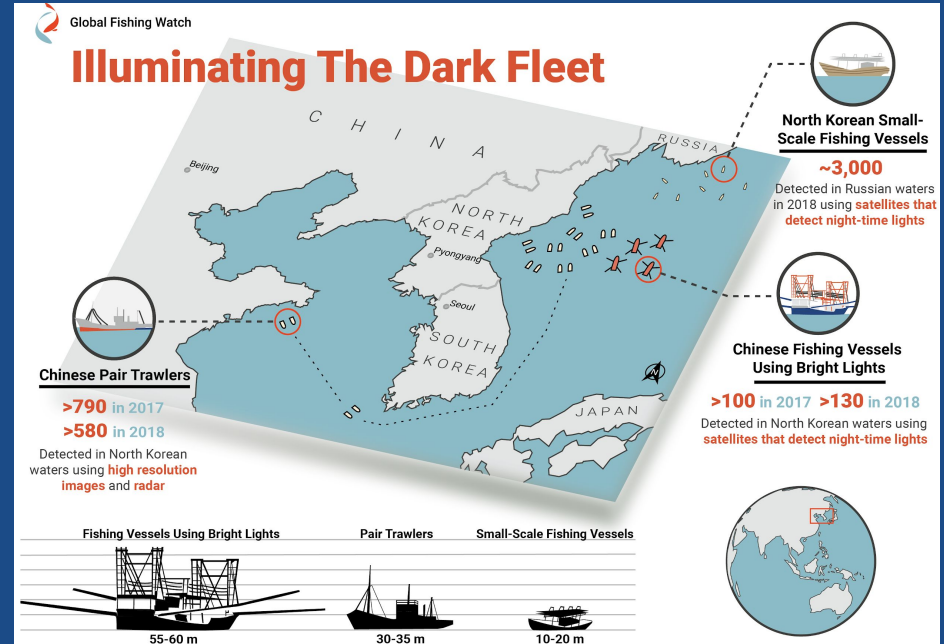 Global Fishing Watch
Illuminating The Dark Fleet
CHINA
Beijing
RUSSIA
NORTH
KOREA
Pyongyang
Seoul
SOUTH
KOREA
JAPAN
North Korean Small-
Scale Fishing Vessels
~3,000
Detected in Russian waters
in 2018 using satellites that
detect night-time lights
Chinese Fishing Vessels
Using Bright Lights
>100 in 2017 >130 in 2018
Detected in North Korean waters using
satellites that detect night-time lights
Chinese Pair Trawlers
>790 in 2017
>580 in 2018
Detected in North Korean
waters using high resolution
images and radar
Fishing Vessels Using Bright Lights
Pair Trawlers
Small-Scale Fishing Vessels
55-60 m
30-35 m
10-20 m